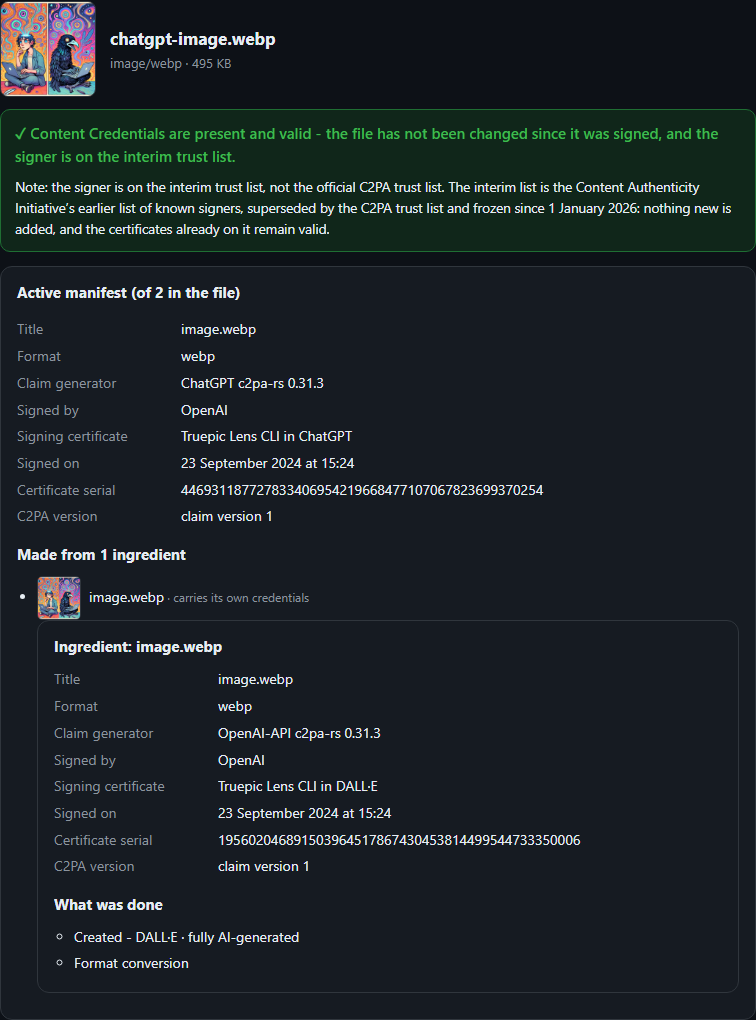 chatgpt-image.webp
image/webp · 495 KB
✓ Content Credentials are present and valid - the file has not been changed since it was signed, and the
signer is on the interim trust list.
Note: the signer is on the interim trust list, not the official C2PA trust list. The interim list is the Content Authenticity
Initiative's earlier list of known signers, superseded by the C2PA trust list and frozen since 1 January 2026: nothing new is
added, and the certificates already on it remain valid.
Active manifest (of 2 in the file)
Title image.webp
Format webp
Claim generator ChatGPT c2pa-rs 0.31.3
Signed by OpenAI
Signing certificate Truepic Lens CLI in ChatGPT
Signed on 23 September 2024 at 15:24
Certificate serial 446931187727833406954219668477107067823699370254
C2PA version claim version 1
Made from 1 ingredient
• image.webp · carries its own credentials
Ingredient: image.webp
Title image.webp
Format webp
Claim generator OpenAI-API c2pa-rs 0.31.3
Signed by OpenAI
Signing certificate Truepic Lens CLI in DALL·E
Signed on 23 September 2024 at 15:24
Certificate serial 195602046891503964517867430453814499544733350006
C2PA version claim version 1
What was done
◦ Created - DALL·E · fully AI-generated
◦ Format conversion